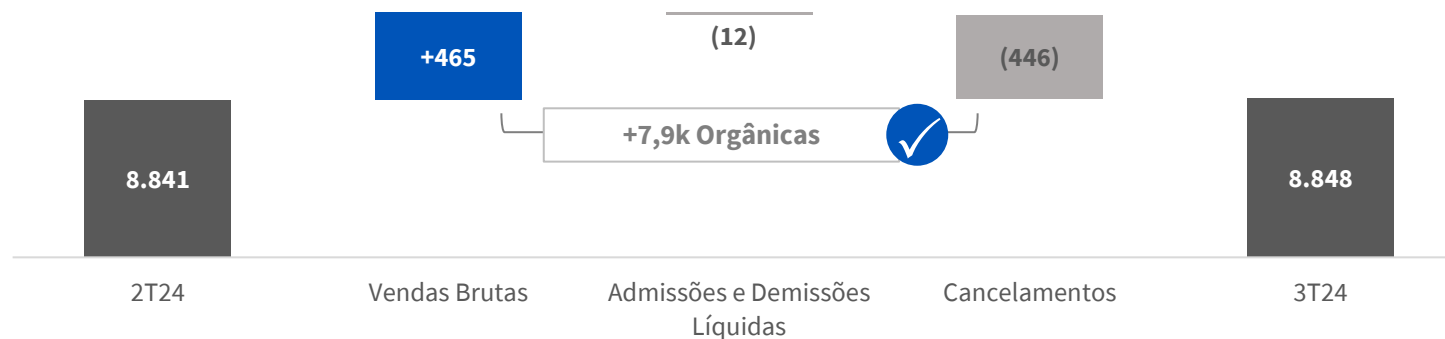 +465
(12)
(446)
+7,9k Orgânicas
8.841
8.848
2T24
Vendas Brutas
Admissões e Demissões
Líquidas
Cancelamentos
3T24